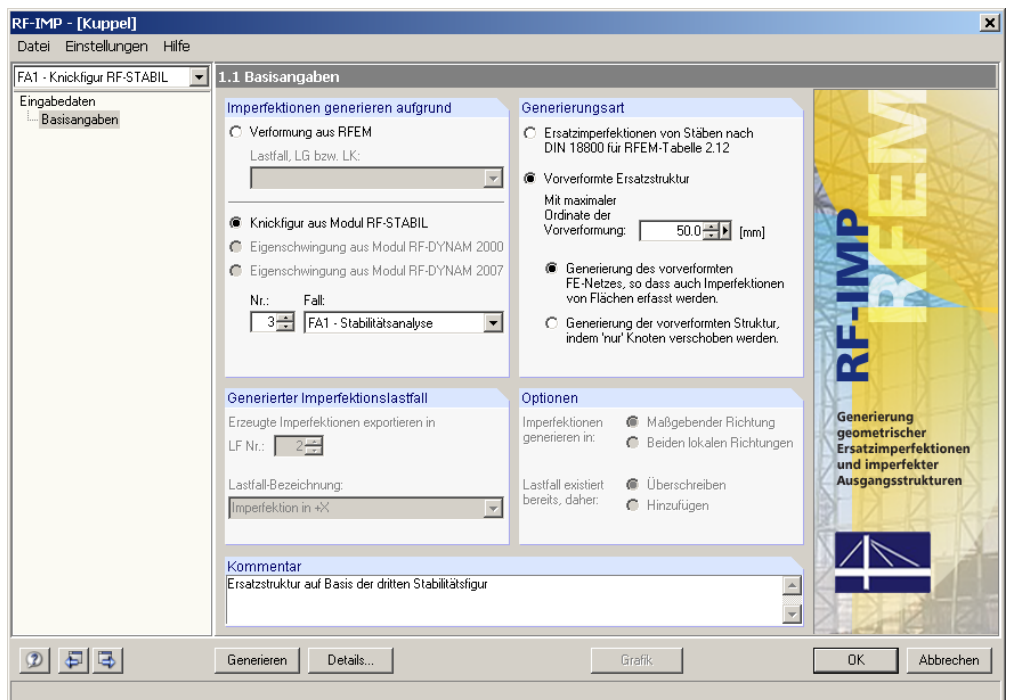 RF-IMP - [Kuppel]
Datei Einstellungen Hilfe
FA1 - Knickfigur RF-STABIL
Eingabedaten
Basisangaben
1.1 Basisangaben
Imperfektionen generieren aufgrund
Verformung aus RFEM
Lastfall, LG bzw. LK:
Knickfigur aus Modul RF-STABIL
Eigenschwingung aus Modul RF-DYNAM 2000
Eigenschwingung aus Modul RF-DYNAM 2007
Nr.: Fall:
3 FA1 - Stabilitätsanalyse
Generierungsart
Ersatzimperfektionen von Stäben nach
DIN 18800 für RFEM-Tabelle 2.12
Vorverformte Ersatzstruktur
Mit maximaler
Ordinate der
Vorverformung: 50.0 [mm]
Generierung des vorverformten
FE-Netzes, so dass auch Imperfektionen
von Flächen erfasst werden.
Generierung der vorverformten Struktur,
indem 'nur' Knoten verschoben werden.
Generierter Imperfektionslastfall
Erzeugte Imperfektionen exportieren in
LF Nr.: 2
Lastfall-Bezeichnung:
Imperfektion in +X
Optionen
Imperfektionen
generieren in:
Maßgebender Richtung
Beiden lokalen Richtungen
Lastfall existiert
bereits, daher:
Überschreiben
Hinzufügen
Kommentar
Ersatzstruktur auf Basis der dritten Stabilitätsfigur
RFEM
RF-IMP
Generierung
geometrischer
Ersatzimperfektionen
und imperfekter
Ausgangsstrukturen
Generieren
Details...
Grafik
OK
Abbrechen